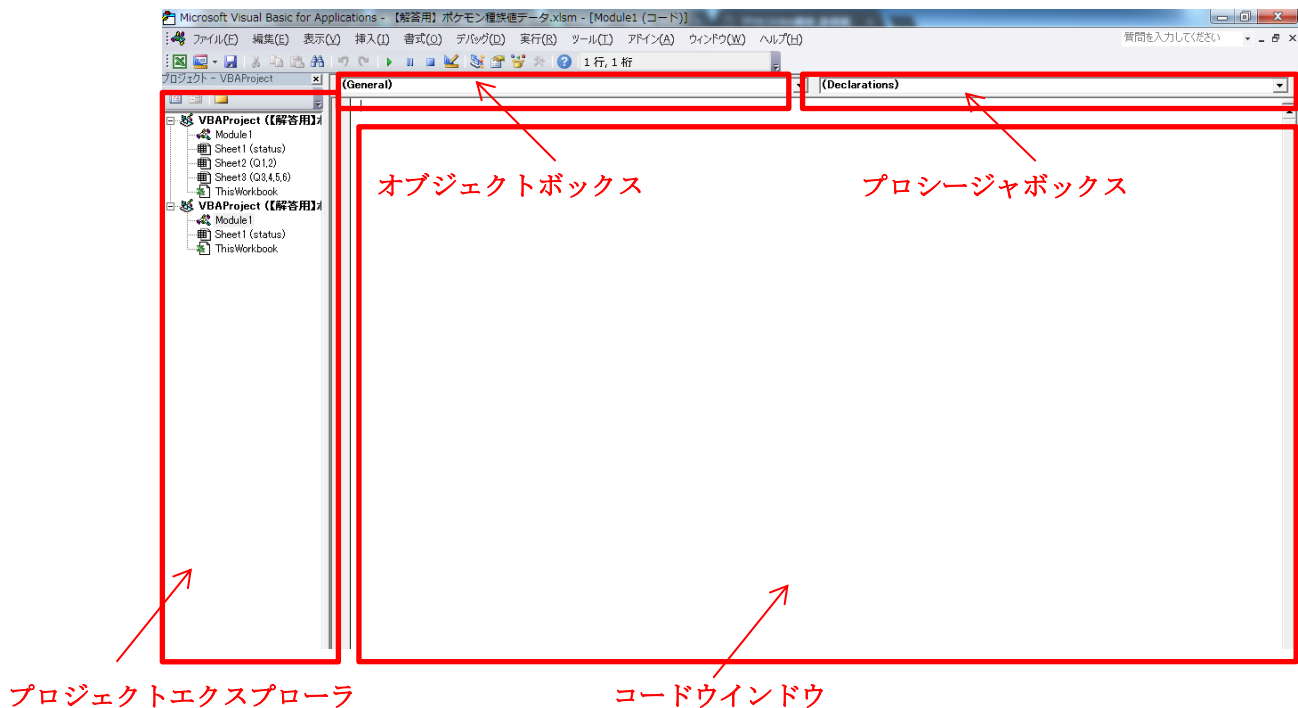 Microsoft Visual Basic for Applications - 【解答用】ポケモン種族値データ.xlsm - [Module1 (コード)]
ファイル(F) 編集(E) 表示(V) 挿入(I) 書式(O) デバッグ(D) 実行(R) ツール(T) アドイン(A) ウィンドウ(W) ヘルプ(H) 質問を入力してください
1 行, 1 桁
プロジェクト - VBAProject
(General) (Declarations)
VBAProject (【解答用】
Module1
Sheet1 (status)
Sheet2 (Q1,2)
Sheet3 (Q3,4,5,6)
ThisWorkbook
VBAProject (【解答用】
Module1
Sheet1 (status)
ThisWorkbook
オブジェクトボックス
プロシージャボックス
プロジェクトエクスプローラ
コードウインドウ